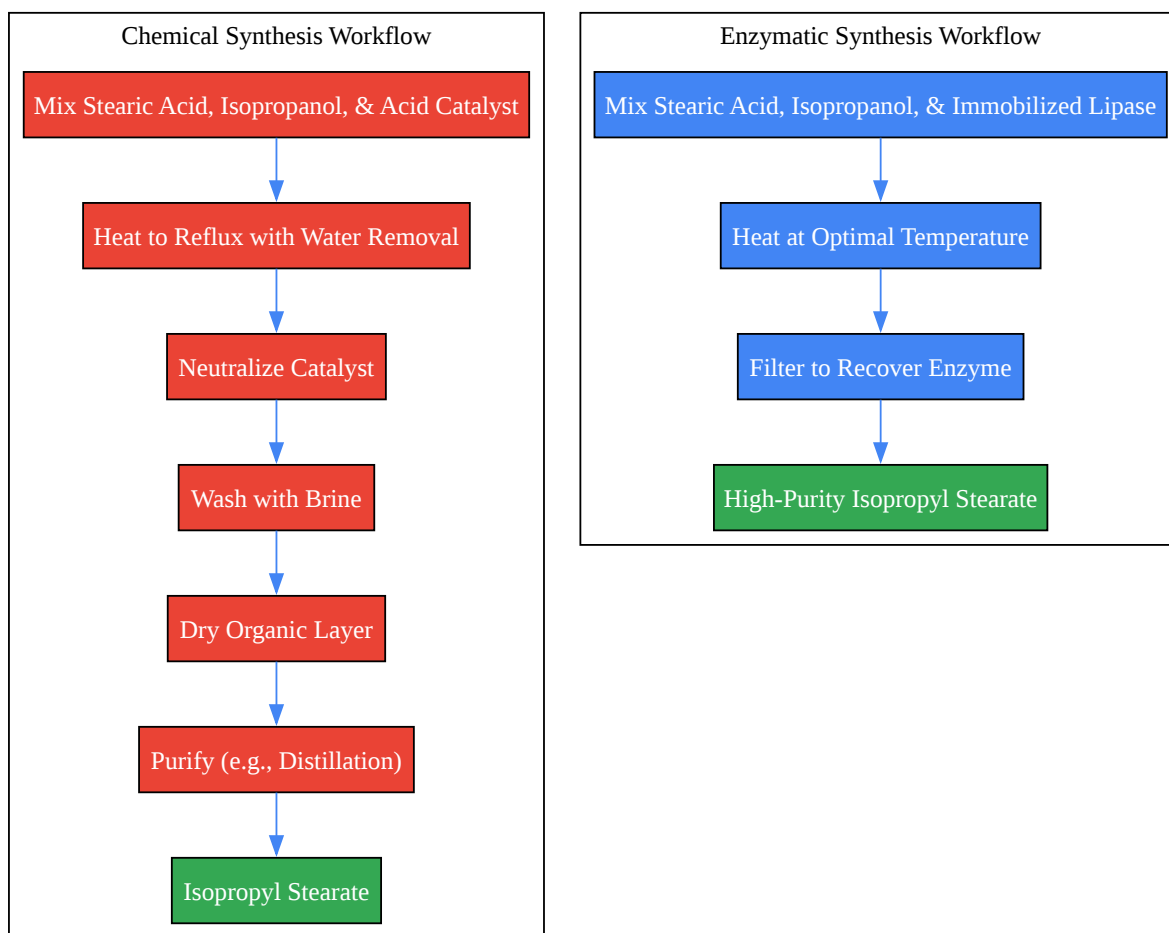 Chemical Synthesis Workflow
Mix Stearic Acid, Isopropanol, & Acid Catalyst
Heat to Reflux with Water Removal
Neutralize Catalyst
Wash with Brine
Dry Organic Layer
Purify (e.g., Distillation)
Isopropyl Stearate
Enzymatic Synthesis Workflow
Mix Stearic Acid, Isopropanol, & Immobilized Lipase
Heat at Optimal Temperature
Filter to Recover Enzyme
High-Purity Isopropyl Stearate